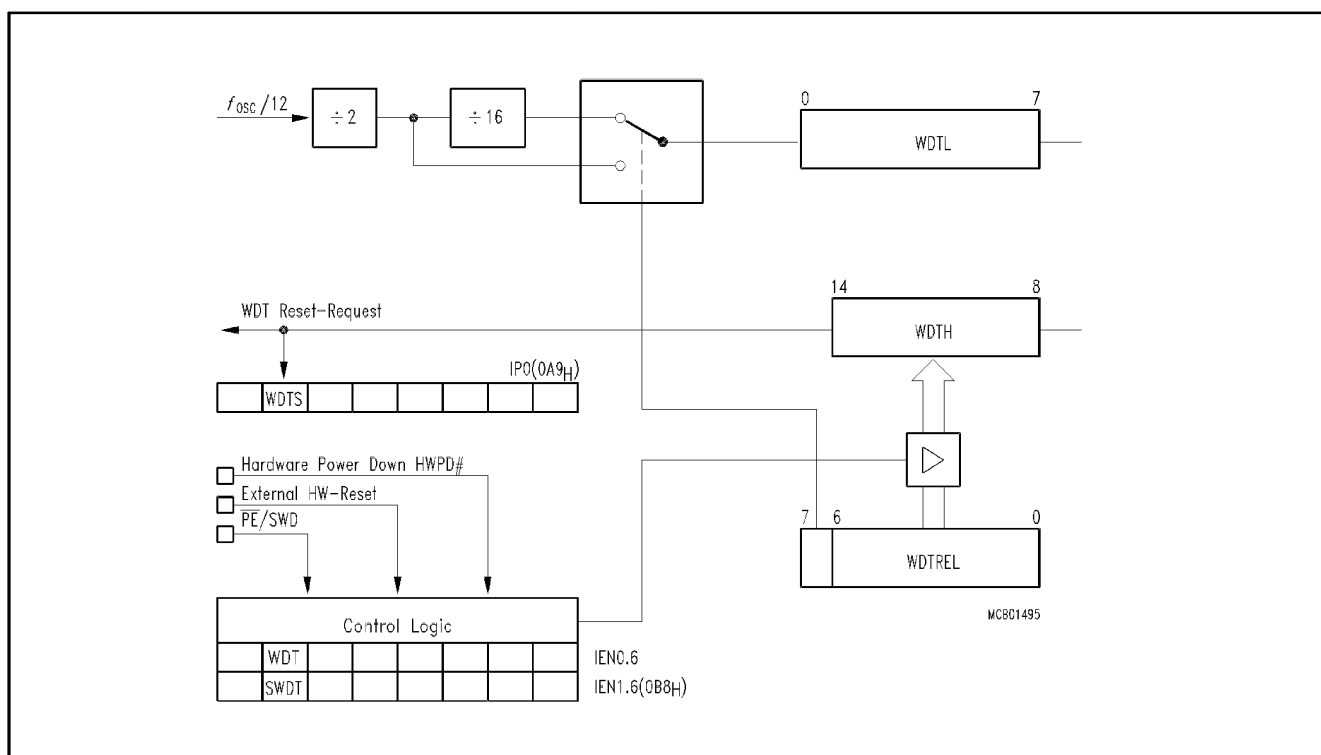 fOSC/12
÷2
÷16
0 7
WDTL
14 8
WDT Reset-Request
WDTH
IP0(0A9H)
WDTS
Hardware Power Down HWPD#
External HW-Reset
PE/SWD
7 6 0
WDTREL
MCB01495
Control Logic
WDT IEN0.6
SWDT IEN1.6(0B8H)